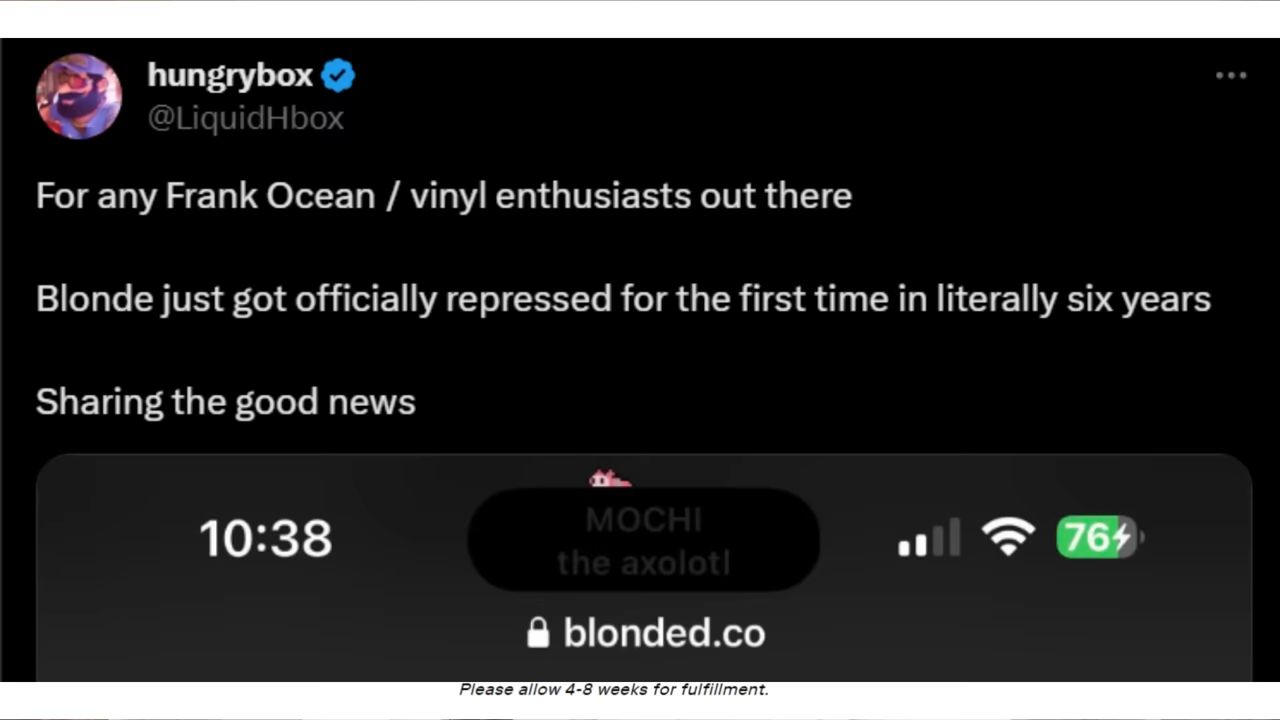 hungrybox
@LiquidHbox
For any Frank Ocean / vinyl enthusiasts out there
Blonde just got officially repressed for the first time in literally six years
Sharing the good news
10:38
MOCHI
the axolotl
76
blonded.co
Please allow 4-8 weeks for fulfillment.